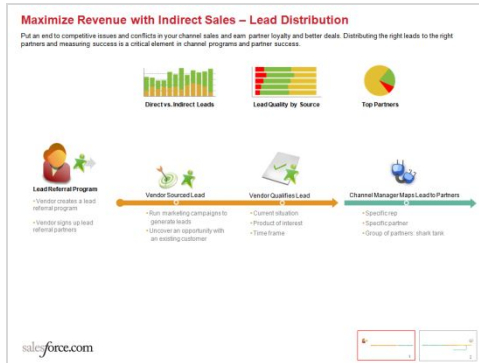 Maximize Revenue with Indirect Sales – Lead Distribution
Put an end to competitive issues and conflicts in your channel sales and earn partner loyalty and better deals. Distributing the right leads to the right
partners and measuring success is a critical element in channel programs and partner success.
Direct vs. Indirect Leads
Lead Quality by Source
Top Partners
Lead Referral Program
• Vendor creates a lead
referral program
• Vendor signs up lead
referral partners
Vendor Sourced Lead
• Run marketing campaigns to
generate leads
• Uncover an opportunity with
an existing customer
Vendor Qualifies Lead
• Current situation
• Product of interest
• Time frame
Channel Manager Maps Lead to Partners
• Specific rep
• Specific partner
• Group of partners: shark tank
salesforce.com
1
2